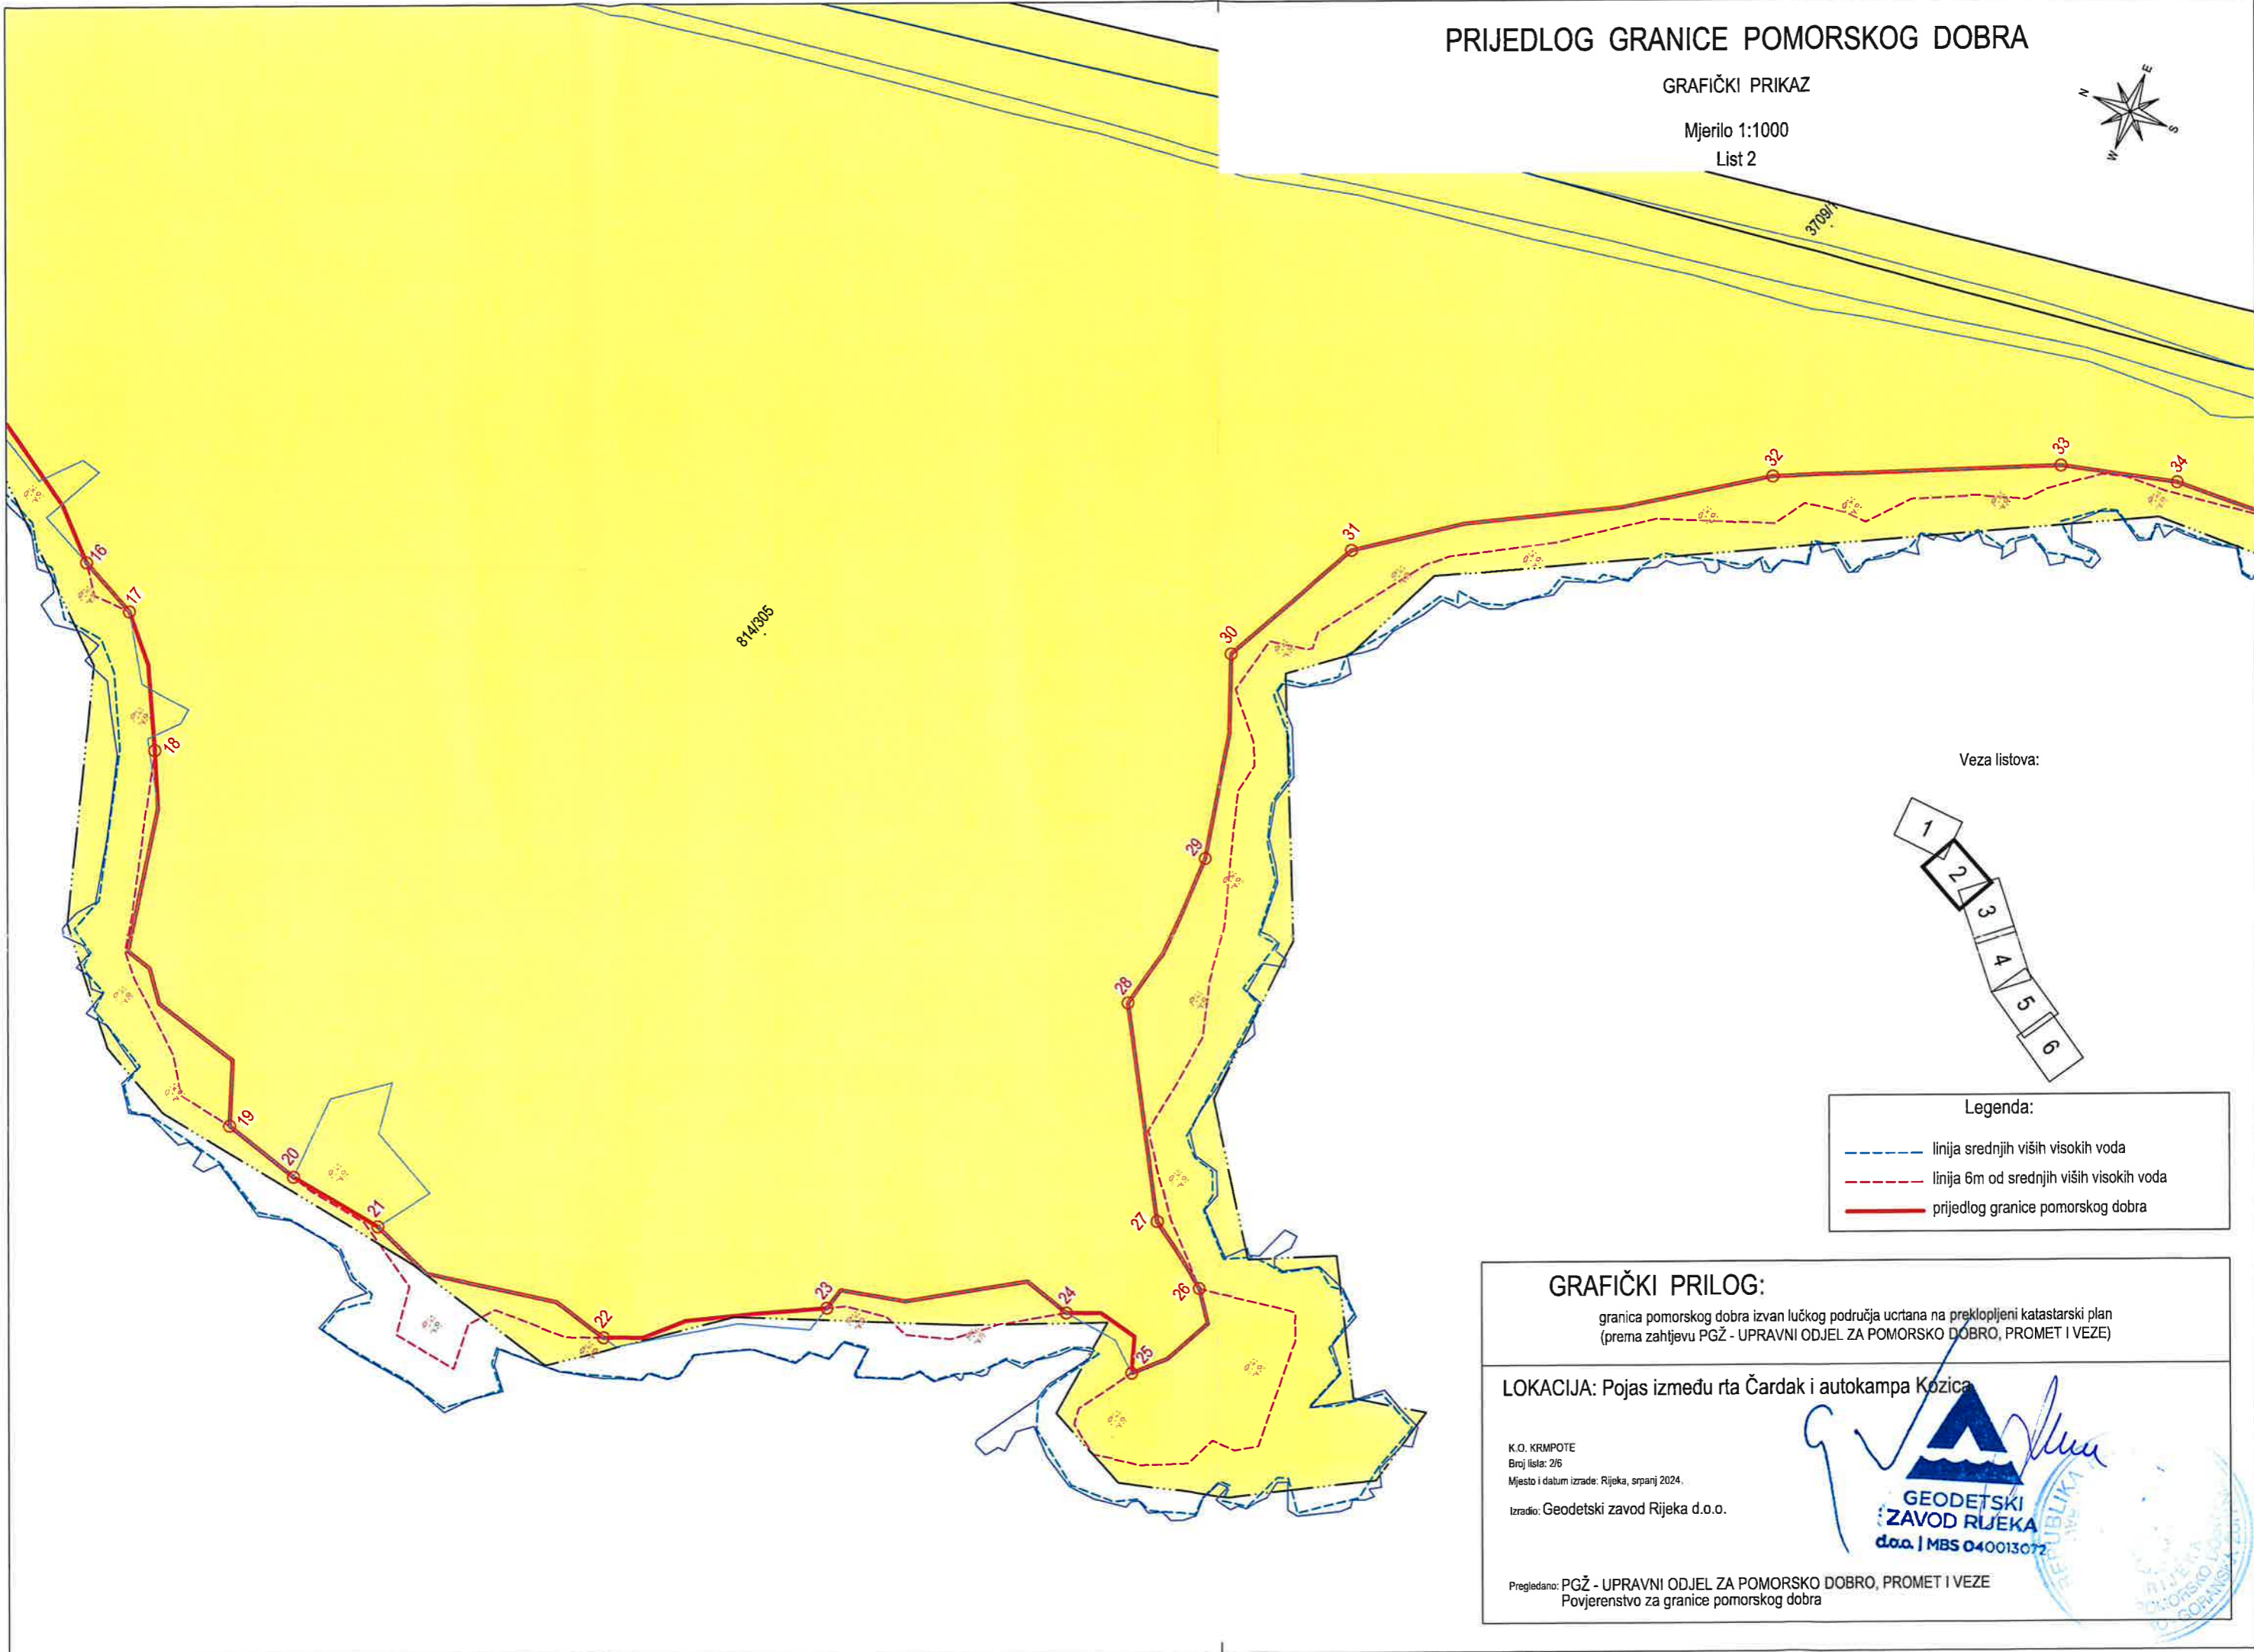 PRIJEDLOG GRANICE POMORSKOG DOBRA
GRAFIČKI PRIKAZ
Mjerilo 1:1000
List 2
N
E
S
W
3709/1
814/305
16
17
18
19
20
21
22
23
24
25
26
27
28
29
30
31
32
33
34
Veza listova:
1
2
3
4
5
6
Legenda:
linija srednjih viših visokih voda
linija 6m od srednjih viših visokih voda
prijedlog granice pomorskog dobra
GRAFIČKI PRILOG:
granica pomorskog dobra izvan lučkog područja ucrtana na preklopljeni katastarski plan
(prema zahtjevu PGŽ - UPRAVNI ODJEL ZA POMORSKO DOBRO, PROMET I VEZE)
LOKACIJA: Pojas između rta Čardak i autokampa Kozica
K.O. KRMPOTE
Broj lista: 2/6
Mjesto i datum izrade: Rijeka, srpanj 2024.
Izradio: Geodetski zavod Rijeka d.o.o.
GEODETSKI
ZAVOD RIJEKA
d.o.o. | MBS 040013072
Pregledano: PGŽ - UPRAVNI ODJEL ZA POMORSKO DOBRO, PROMET I VEZE
Povjerenstvo za granice pomorskog dobra
REPUBLIKA
RIJEKA